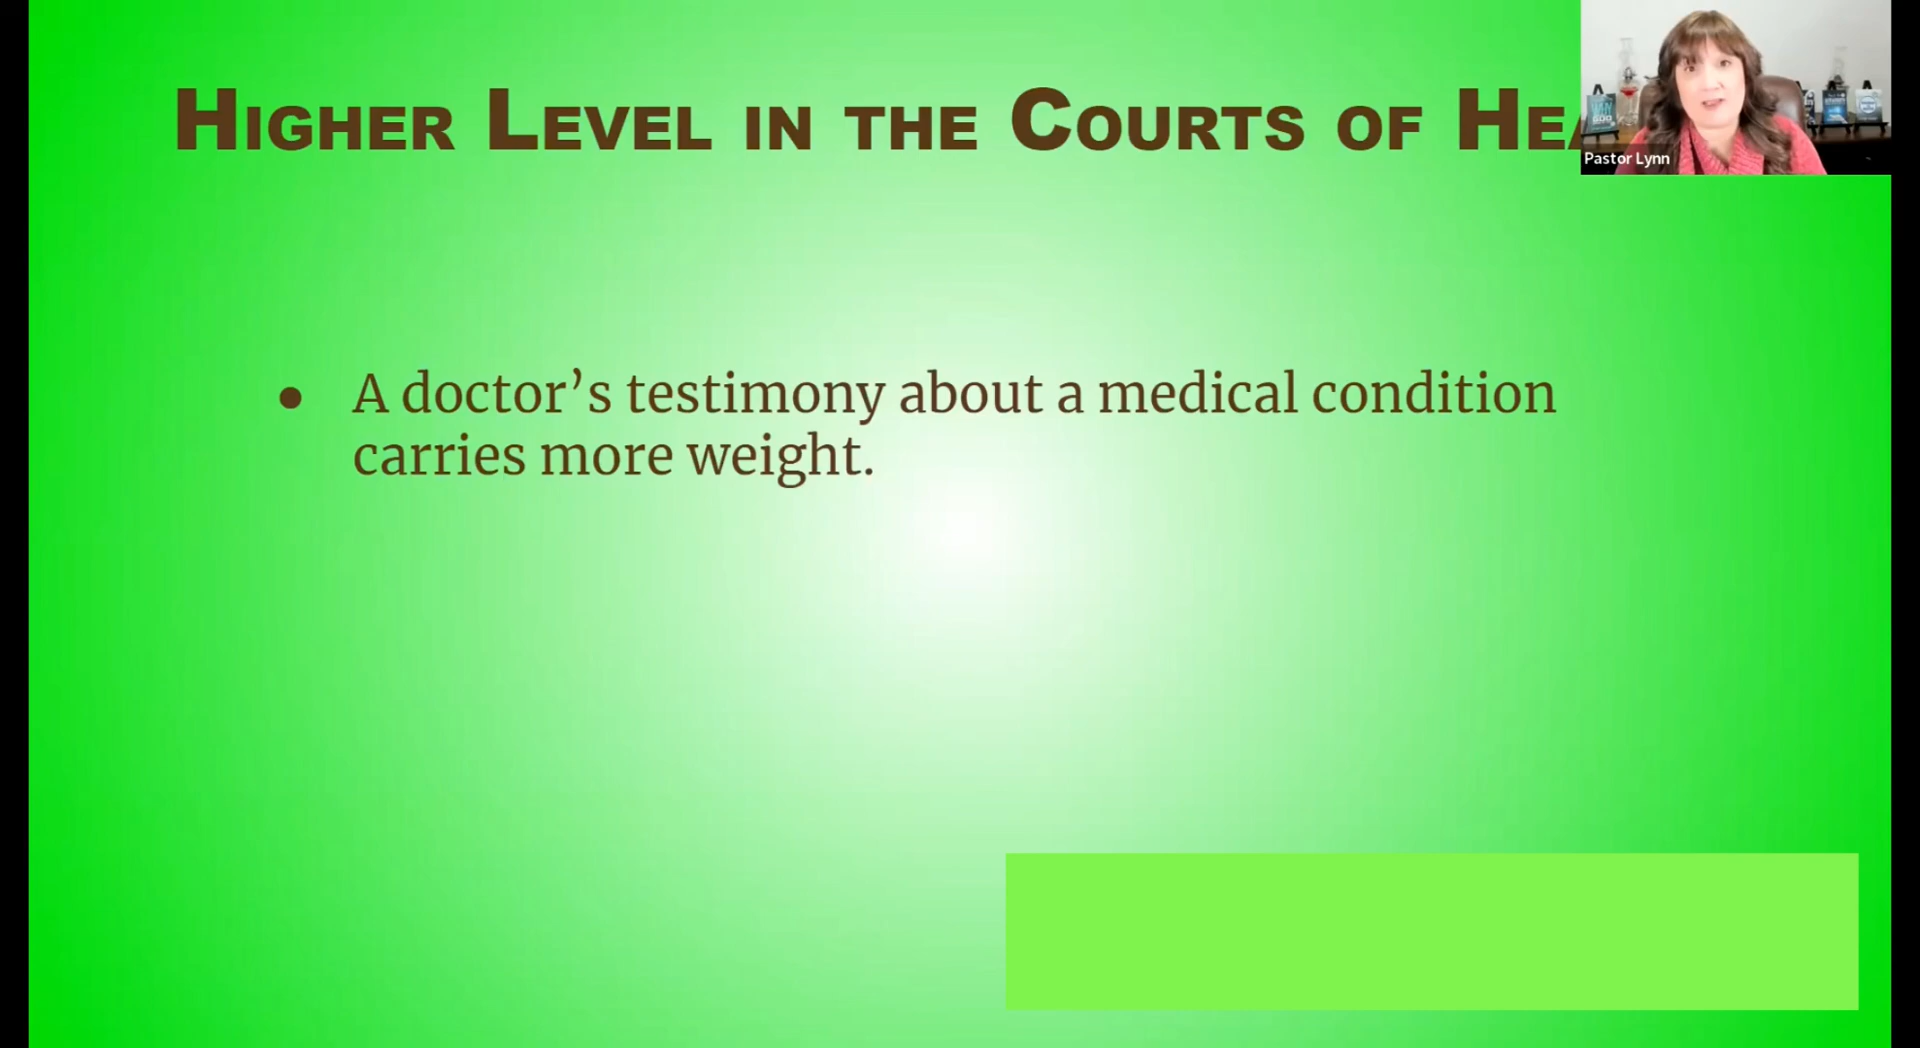 Higher Level in the Courts of
Pastor Lynn
● A doctor’s testimony about a medical condition
carries more weight.